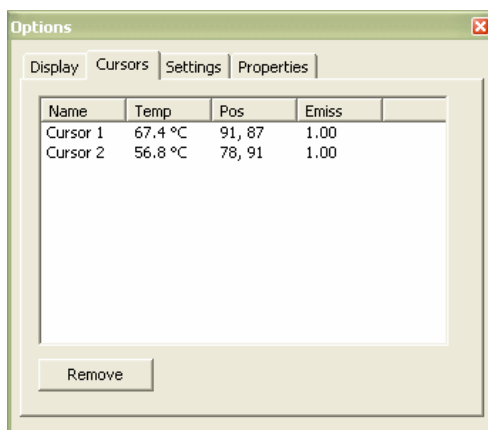 Options
Display Cursors Settings Properties
Name Temp Pos Emiss
Cursor 1 67.4 °C 91, 87 1.00
Cursor 2 56.8 °C 78, 91 1.00
Remove